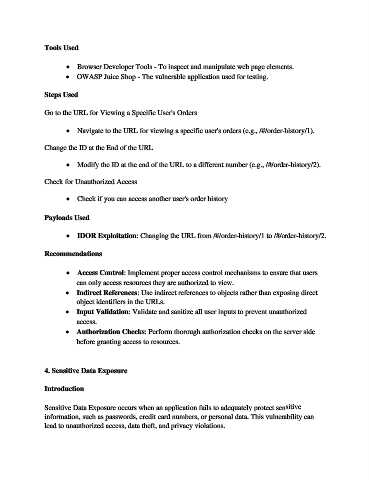 Tools Used
• Browser Developer Tools - To inspect and manipulate web page elements.
• OWASP Juice Shop - The vulnerable application used for testing.
Steps Used
Go to the URL for Viewing a Specific User's Orders
• Navigate to the URL for viewing a specific user's orders (e.g., /#/order-history/1).
Change the ID at the End of the URL
• Modify the ID at the end of the URL to a different number (e.g., /#/order-history/2).
Check for Unauthorized Access
• Check if you can access another user's order history
Payloads Used
• IDOR Exploitation: Changing the URL from /#/order-history/1 to /#/order-history/2.
Recommendations
• Access Control: Implement proper access control mechanisms to ensure that users
can only access resources they are authorized to view.
• Indirect References: Use indirect references to objects rather than exposing direct
object identifiers in the URLs.
• Input Validation: Validate and sanitize all user inputs to prevent unauthorized
access.
• Authorization Checks: Perform thorough authorization checks on the server side
before granting access to resources.
4. Sensitive Data Exposure
Introduction
Sensitive Data Exposure occurs when an application fails to adequately protect sensitive
information, such as passwords, credit card numbers, or personal data. This vulnerability can
lead to unauthorized access, data theft, and privacy violations.